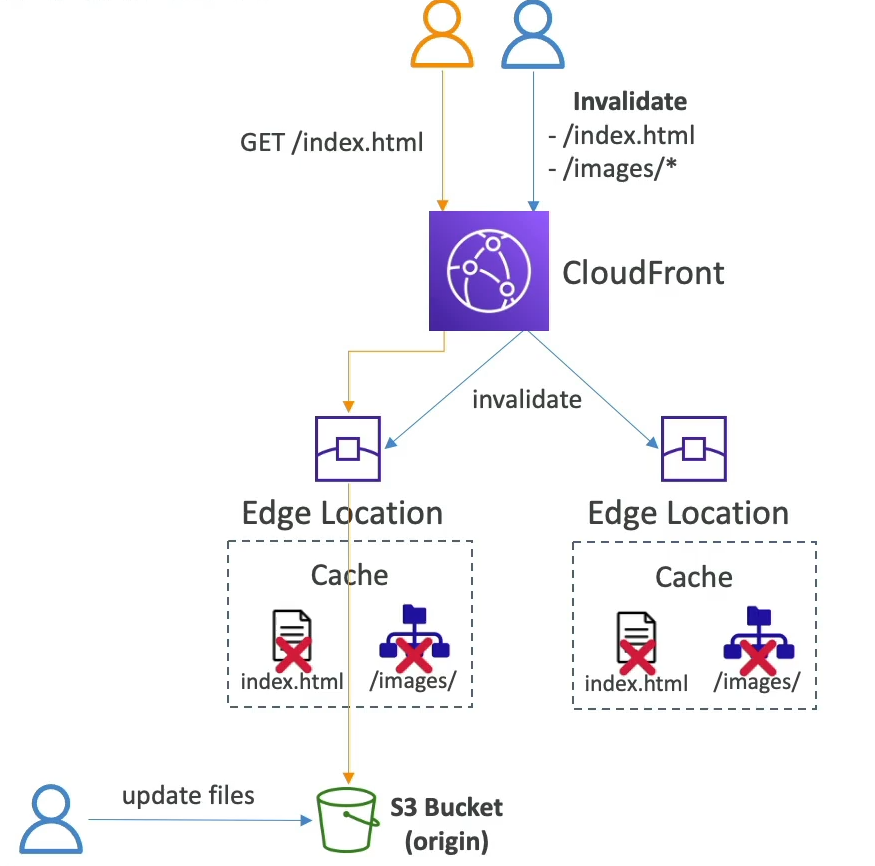 Invalidate
- /index.html
- /images/*
GET /index.html
CloudFront
invalidate
Edge Location
Cache
index.html
/images/
Edge Location
Cache
index.html
/images/
update files
S3 Bucket
(origin)